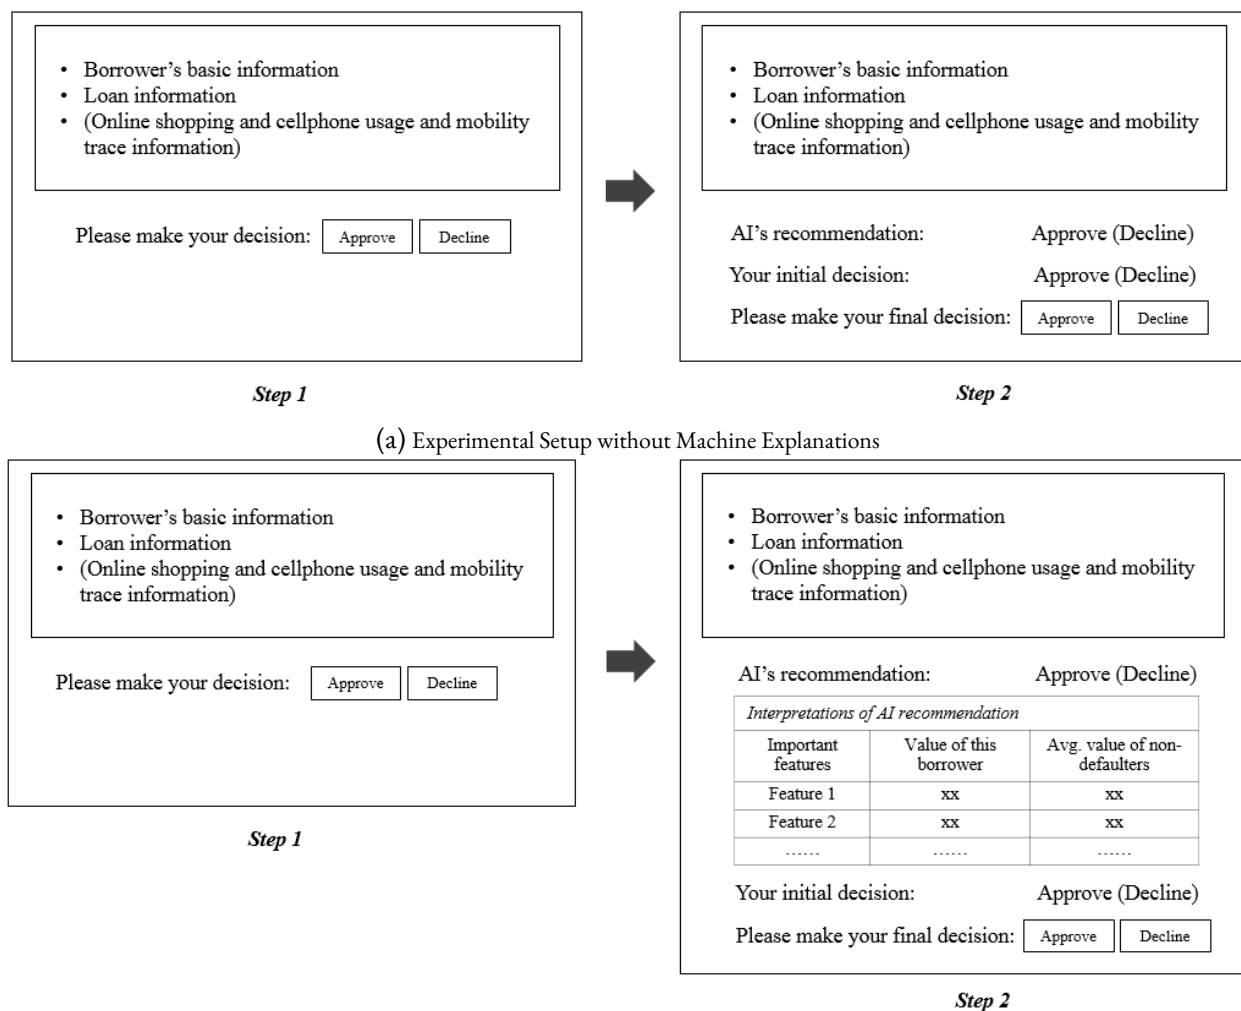 • Borrower's basic information
• Loan information
• (Online shopping and cellphone usage and mobility
trace information)
Please make your decision: Approve Decline
Step 1
• Borrower's basic information
• Loan information
• (Online shopping and cellphone usage and mobility
trace information)
AI's recommendation: Approve (Decline)
Your initial decision: Approve (Decline)
Please make your final decision: Approve Decline
Step 2
(a) Experimental Setup without Machine Explanations
• Borrower's basic information
• Loan information
• (Online shopping and cellphone usage and mobility
trace information)
Please make your decision: Approve Decline
Step 1
• Borrower's basic information
• Loan information
• (Online shopping and cellphone usage and mobility
trace information)
AI's recommendation: Approve (Decline)
Interpretations of AI recommendation
Important features Value of this borrower Avg. value of non-defaulters
Feature 1 xx xx
Feature 2 xx xx
...... ...... ......
Your initial decision: Approve (Decline)
Please make your final decision: Approve Decline
Step 2